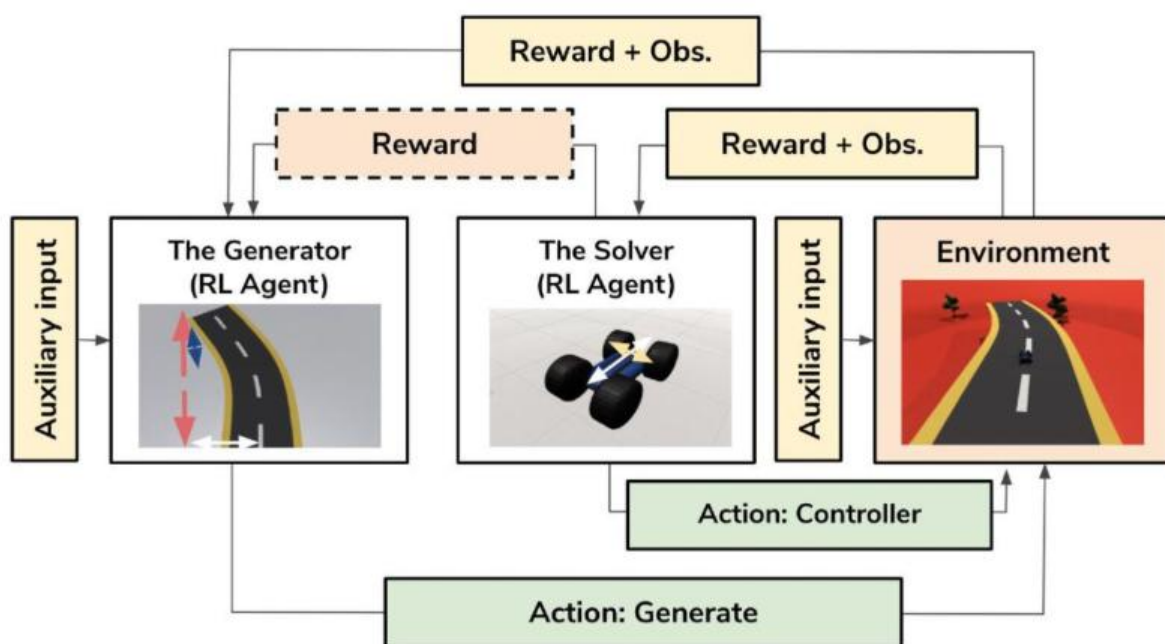 Reward + Obs.
Reward
Reward + Obs.
Auxiliary input
The Generator
(RL Agent)
The Solver
(RL Agent)
Auxiliary input
Environment
Action: Controller
Action: Generate